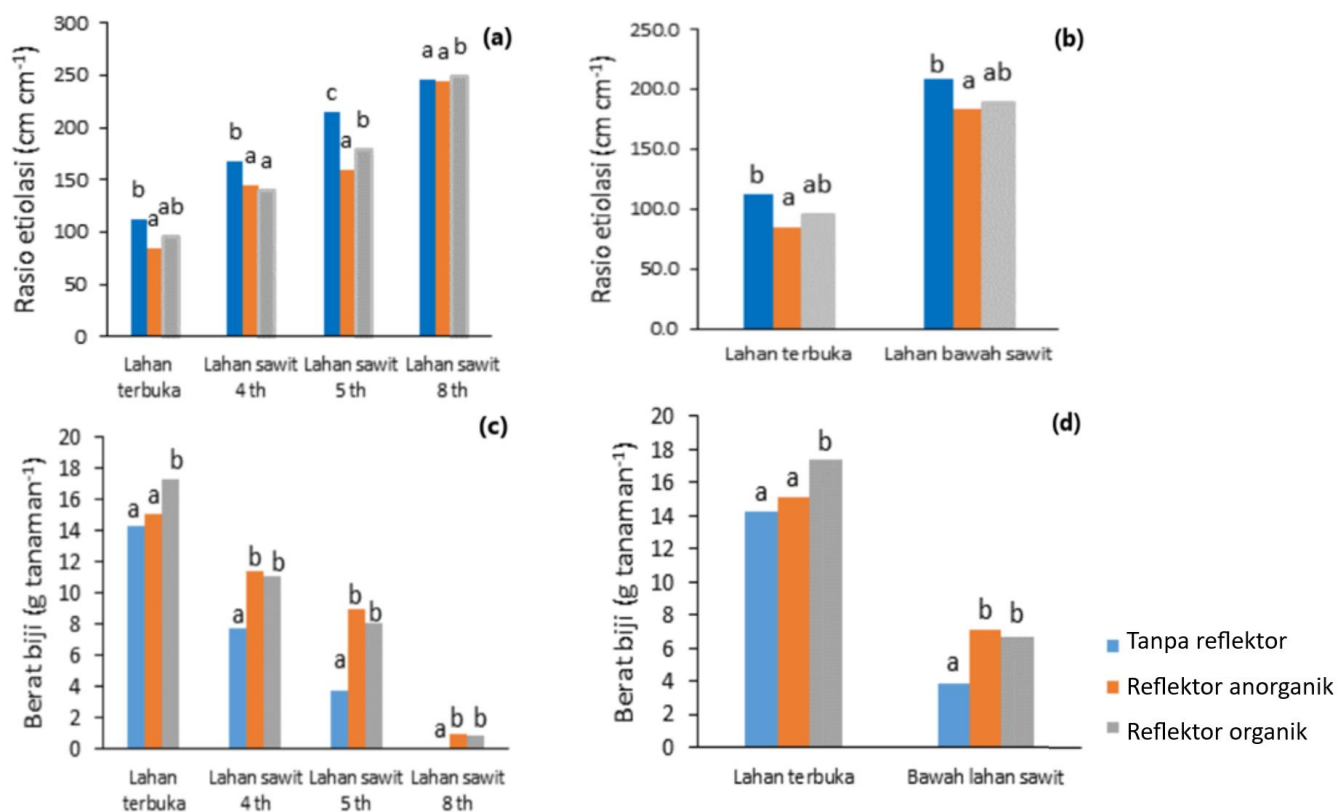 (a)
Rasio etiolasi (cm cm⁻¹)
300
250
200
150
100
50
0
b
a
ab
b
a
a
c
a
b
a
a
b
Lahan terbuka
Lahan sawit 4 th
Lahan sawit 5 th
Lahan sawit 8 th
(b)
Rasio etiolasi (cm cm⁻¹)
250.0
200.0
150.0
100.0
50.0
0.0
b
a
ab
b
a
ab
Lahan terbuka
Lahan bawah sawit
(c)
Berat biji (g tanaman⁻¹)
20
18
16
14
12
10
8
6
4
2
0
a
a
b
a
b
b
a
b
b
a
b
b
Lahan terbuka
Lahan sawit 4 th
Lahan sawit 5 th
Lahan sawit 8 th
(d)
Berat biji (g tanaman⁻¹)
20
18
16
14
12
10
8
6
4
2
0
a
a
b
a
b
b
Lahan terbuka
Bawah lahan sawit
Tanpa reflektor
Reflektor anorganik
Reflektor organik